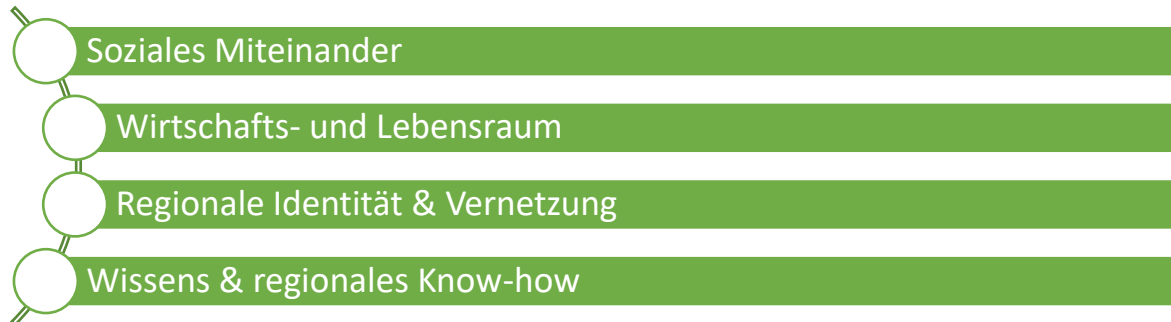 Soziales Miteinander
Wirtschafts- und Lebensraum
Regionale Identität & Vernetzung
Wissens & regionales Know-how